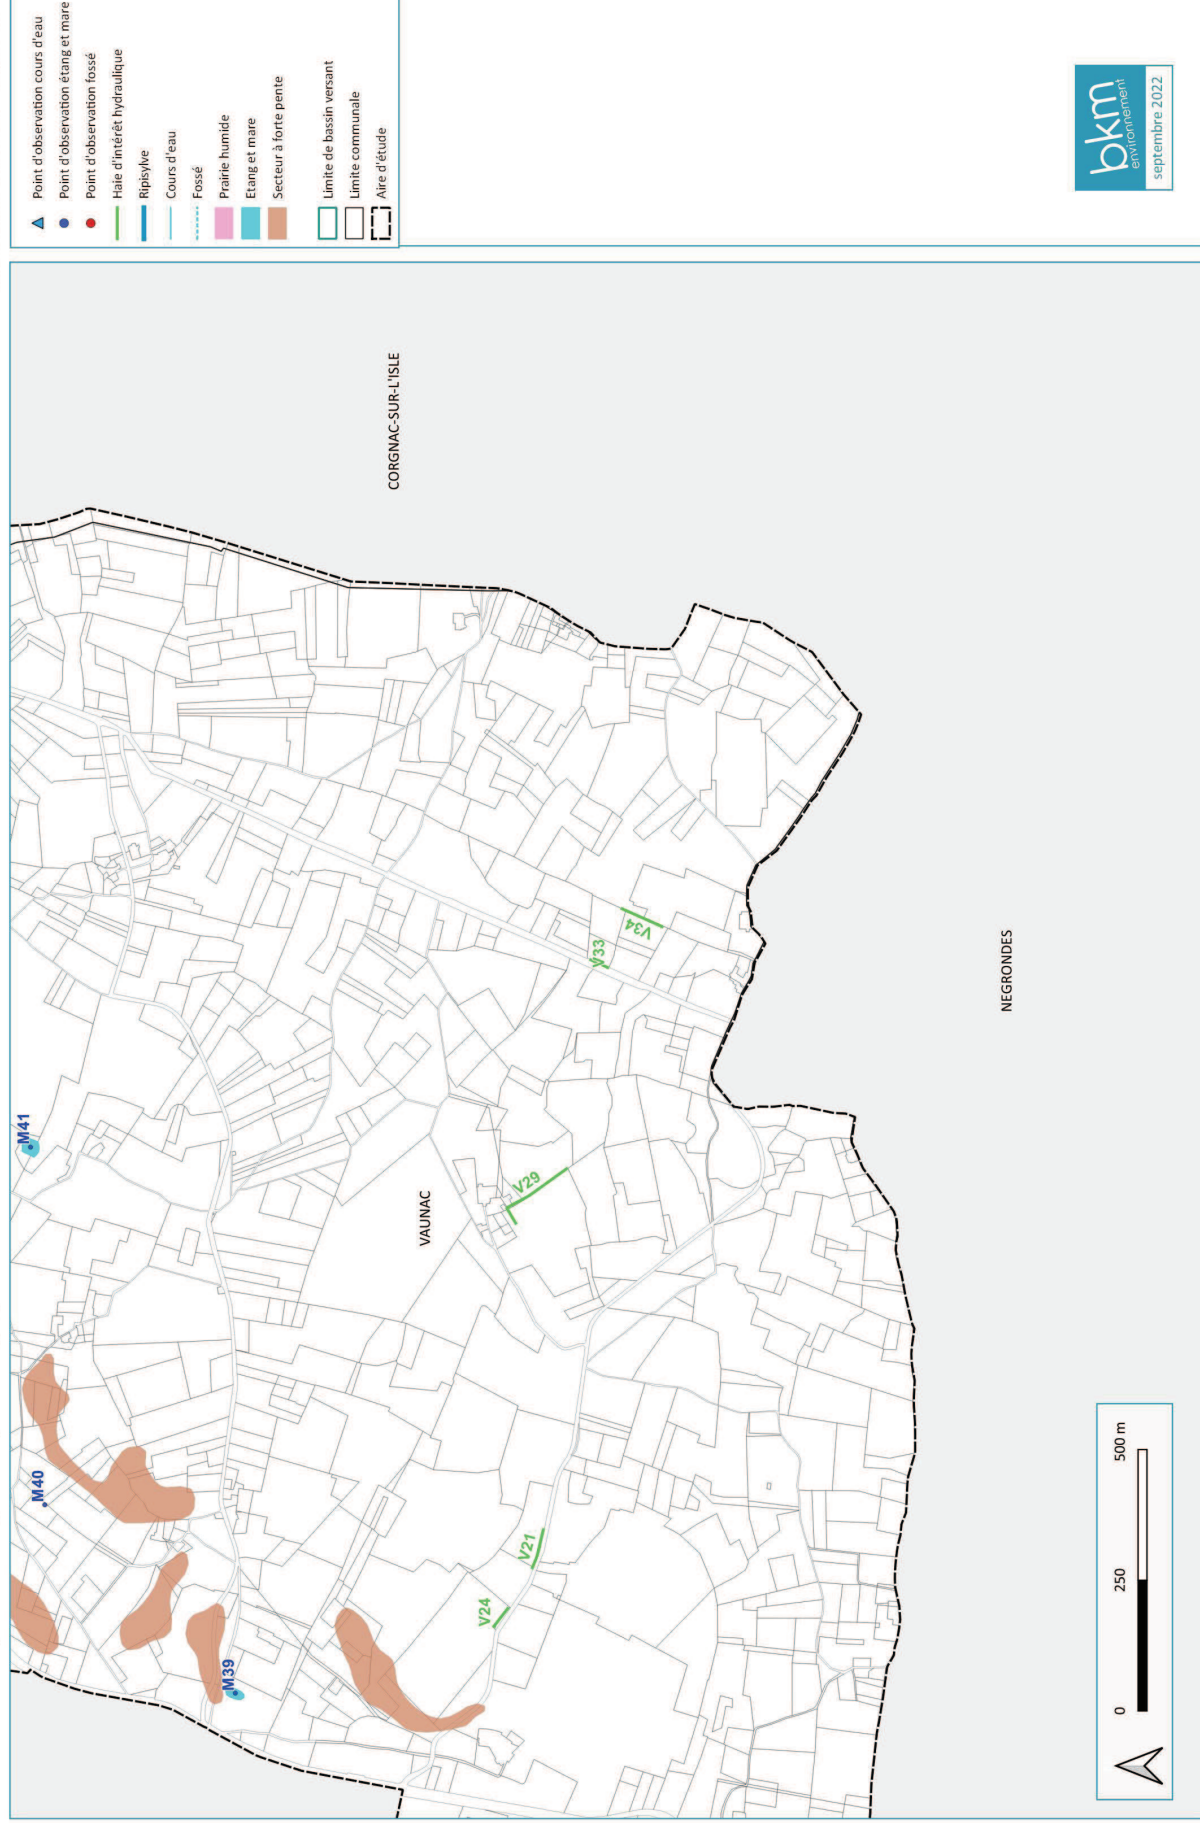 Point d'observation cours d'eau
Point d'observation étang et mare
Point d'observation fossé
Haie d'intérêt hydraulique
Ripisylve
Cours d'eau
Fossé
Prairie humide
Etang et mare
Secteur à forte pente
Limite de bassin versant
Limite communale
Aire d'étude
bkm
environnement
septembre 2022
CORGNAC-SUR-L'ISLE
M41
M40
M39
VAUNAC
V29
V33
V34
V21
V24
NEGRONDES
0 250 500 m